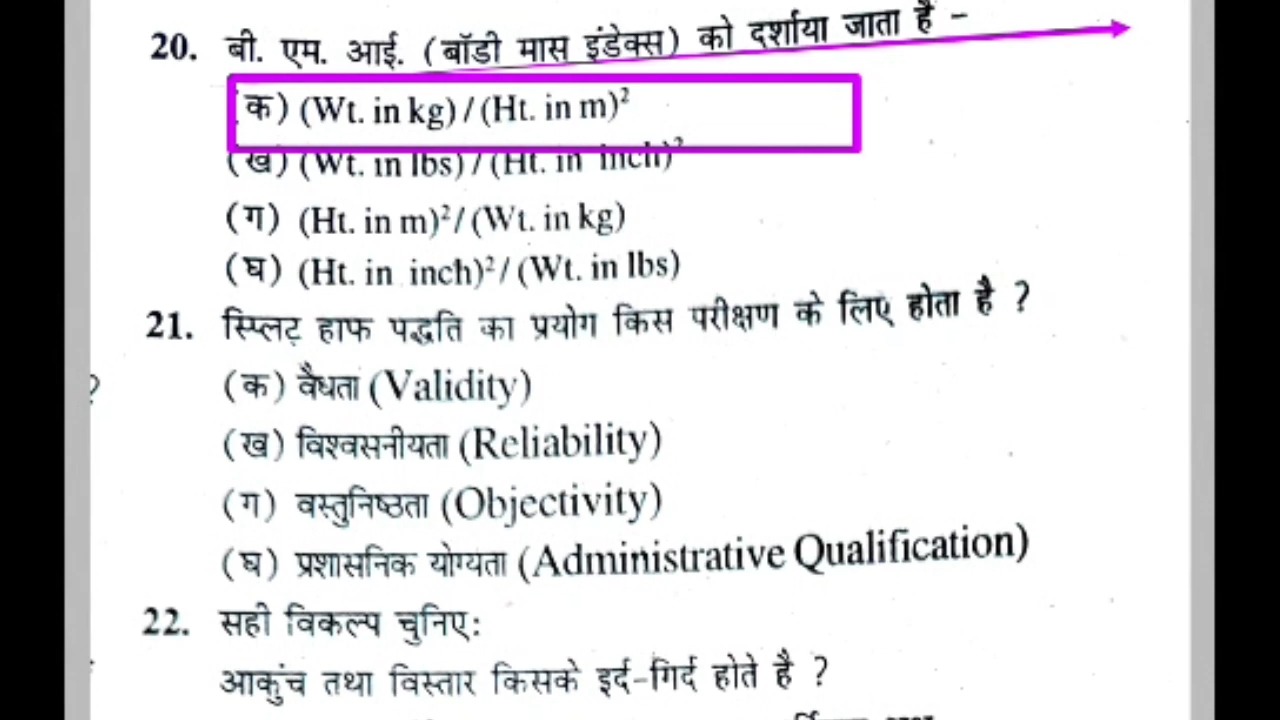 20. बी. एम. आई. (बॉडी मास इंडेक्स) को दर्शाया जाता है –
(क) (Wt. in kg) / (Ht. in m)²
(ख) (Wt. in lbs) / (Ht. in inch)²
(ग) (Ht. in m)² / (Wt. in kg)
(घ) (Ht. in inch)² / (Wt. in lbs)
21. स्प्लिट् हाफ पद्धति का प्रयोग किस परीक्षण के लिए होता है ?
(क) वैधता (Validity)
?
(ख) विश्वसनीयता (Reliability)
(ग) वस्तुनिष्ठता (Objectivity)
(घ) प्रशासनिक योग्यता (Administrative Qualification)
22. सही विकल्प चुनिए:
आकुंच तथा विस्तार किसके इर्द-गिर्द होते है ?